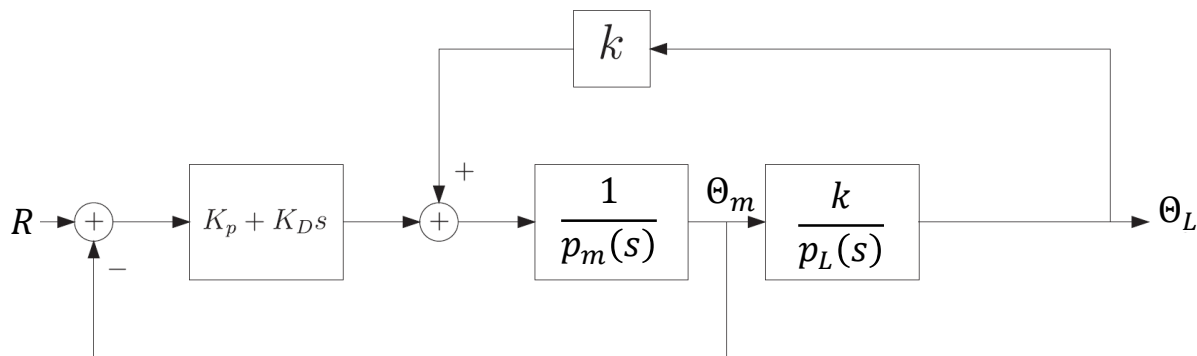 k
+
R
+
K_p + K_D s
+
1
p_m(s)
Θ_m
k
p_L(s)
Θ_L
−